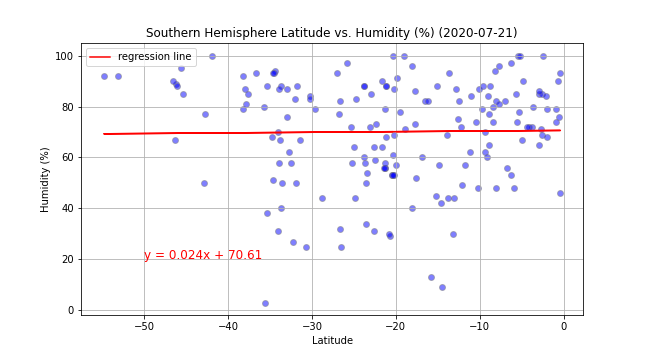 Southern Hemisphere Latitude vs. Humidity (%) (2020-07-21)
regression line
100
80
60
40
20
0
Humidity (%)
y = 0.024x + 70.61
−50
−40
−30
−20
−10
0
Latitude